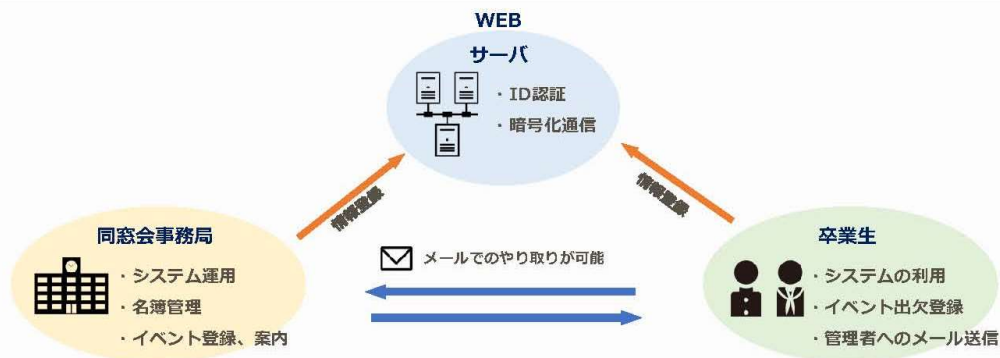 WEB
サーバ
・ID認証
・暗号化通信
情報登録
情報登録
同窓会事務局
・システム運用
・名簿管理
・イベント登録、案内
メールでのやり取りが可能
卒業生
・システムの利用
・イベント出欠登録
・管理者へのメール送信